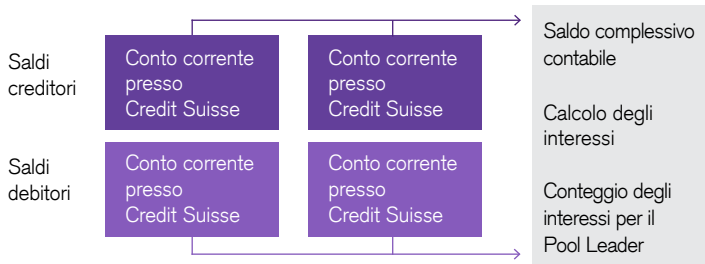 Saldi
creditori
Conto corrente
presso
Credit Suisse
Conto corrente
presso
Credit Suisse
Saldi
debitori
Conto corrente
presso
Credit Suisse
Conto corrente
presso
Credit Suisse
Saldo complessivo
contabile
Calcolo degli
interessi
Conteggio degli
interessi per il
Pool Leader